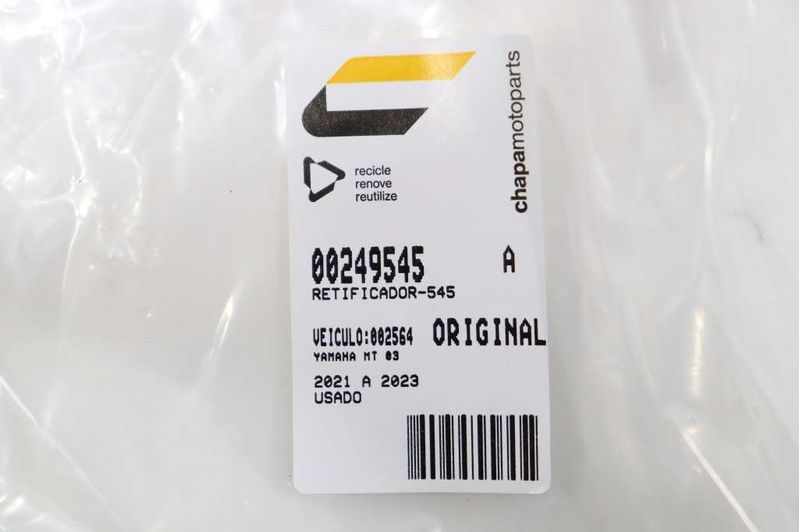 chapamotoparts
recicle
renove
reutilize
00249545 A
RETIFICADOR-545
VEICULO:002564 ORIGINAL
YAMAHA MT 03
2021 A 2023
USADO